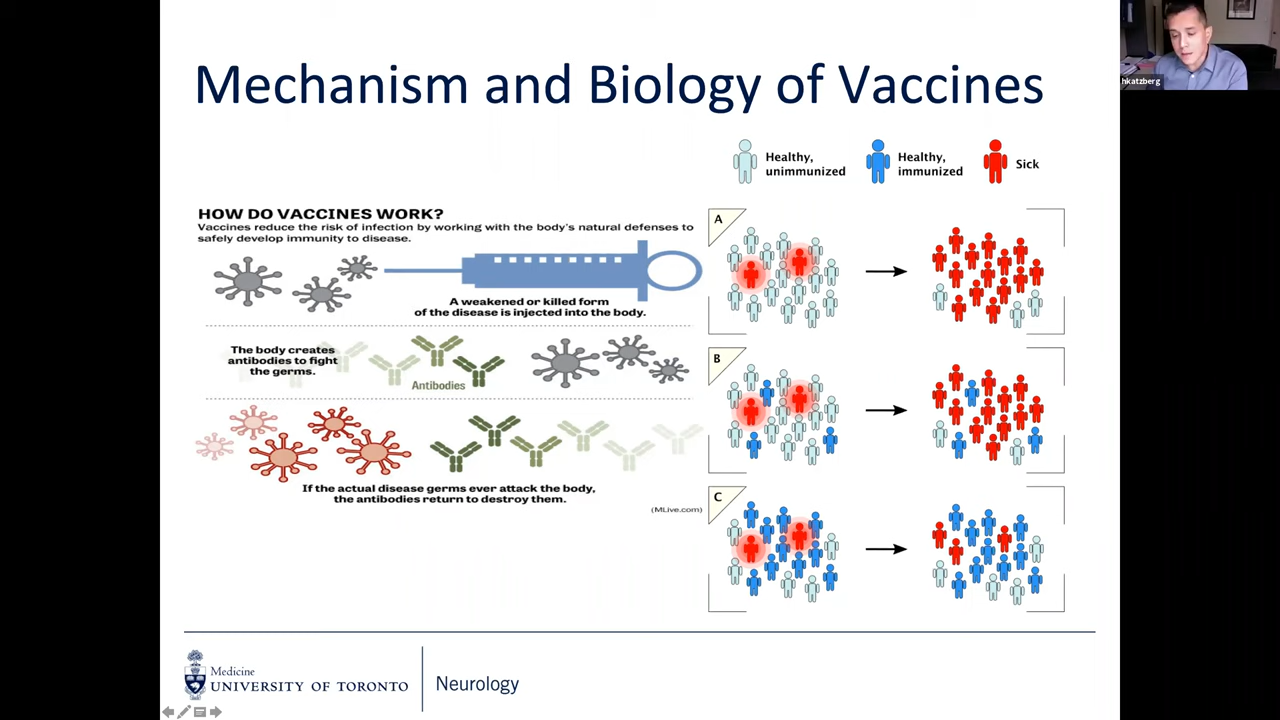 Mechanism and Biology of Vaccines
hkatzberg
Healthy,
unimmunized
Healthy,
immunized
Sick
HOW DO VACCINES WORK?
Vaccines reduce the risk of infection by working with the body's natural defenses to
safely develop immunity to disease.
A weakened or killed form
of the disease is injected into the body.
The body creates
antibodies to fight
the germs.
Antibodies
If the actual disease germs ever attack the body,
the antibodies return to destroy them.
(MLive.com)
A
B
C
Medicine
UNIVERSITY OF TORONTO
Neurology